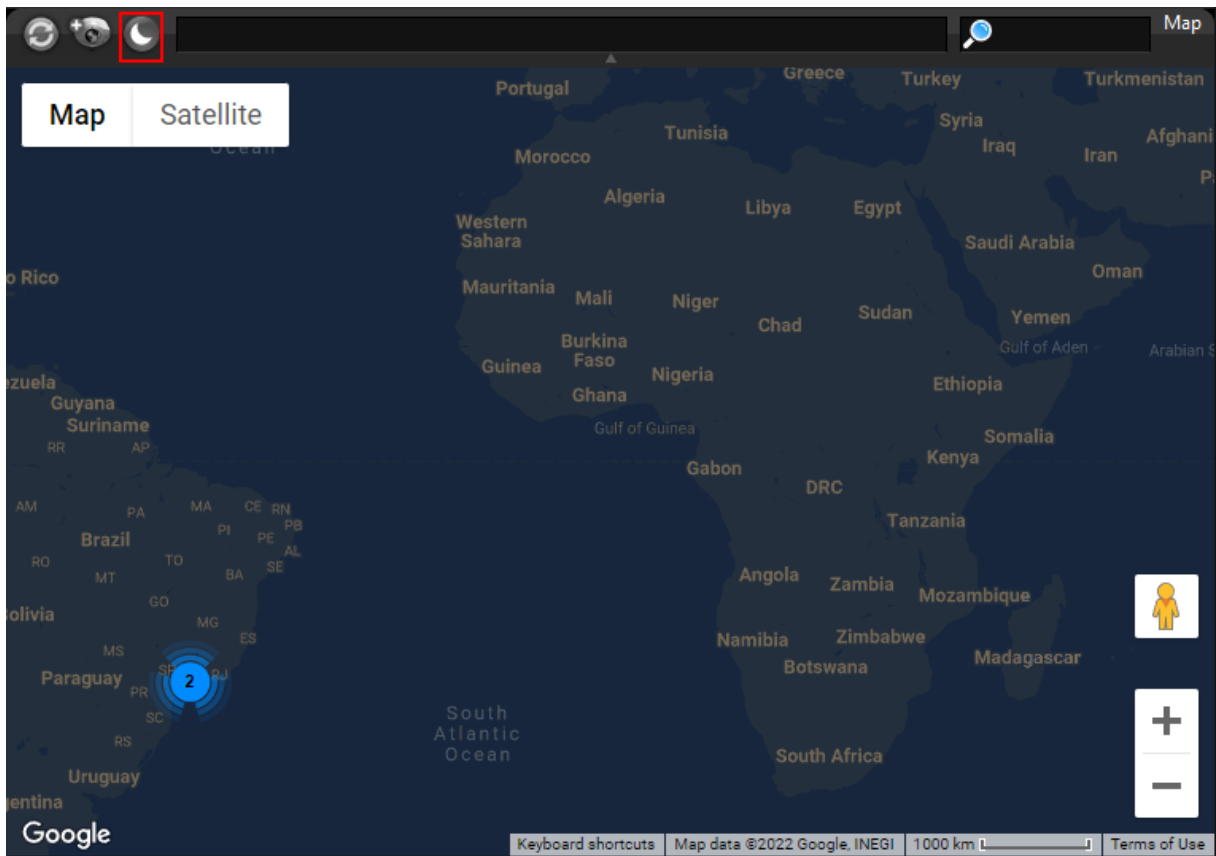 Map
Map Satellite
Ocean
Portugal
Greece
Turkey
Turkmenistan
Tunisia
Syria
Morocco
Iraq
Iran
Afghani
Algeria
Libya
Egypt
P
Western
Sahara
Saudi Arabia
o Rico
Oman
Mauritania
Mali
Niger
Chad
Sudan
Yemen
Burkina
Faso
Gulf of Aden
Arabian S
Guinea
Nigeria
Ethiopia
ezuela
Guyana
Ghana
Suriname
Gulf of Guinea
Somalia
RR
AP
Kenya
Gabon
DRC
AM
PA
MA
CE
RN
Tanzania
PI
PE
PB
Brazil
AL
RO
TO
SE
MT
BA
Angola
Zambia
Mozambique
GO
olivia
MG
ES
Namibia
Zimbabwe
MS
Madagascar
Botswana
SP
RJ
Paraguay
2
PR
SC
South
Atlantic
Ocean
RS
South Africa
Uruguay
gentina
Google
Keyboard shortcuts
Map data ©2022 Google, INEGI
1000 km
Terms of Use